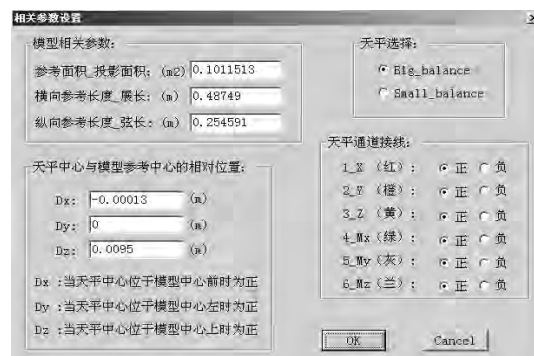 相关参数设置
模型相关参数:
参考面积_投影面积: (m2) 0.1011513
横向参考长度_展长: (m) 0.48749
纵向参考长度_弦长: (m) 0.254591
天平选择:
Big_balance
Small_balance
天平中心与模型参考中心的相对位置:
Dx: -0.00013 (m)
Dy: 0 (m)
Dz: 0.0095 (m)
Dx :当天平中心位于模型中心前时为正
Dy :当天平中心位于模型中心左时为正
Dz :当天平中心位于模型中心上时为正
天平通道接线:
1_X (红): 正 负
2_Y (橙): 正 负
3_Z (黄): 正 负
4_Mx(绿): 正 负
5_My(灰): 正 负
6_Mz(兰): 正 负
OK Cancel